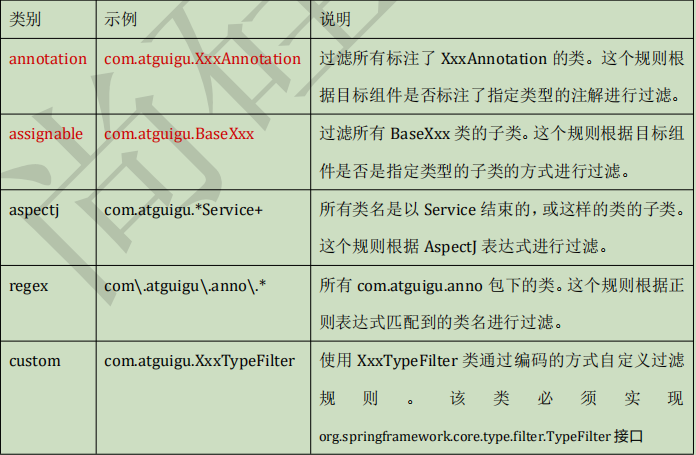 类别 示例 说明
annotation com.atguigu.XxxAnnotation 过滤所有标注了 XxxAnnotation 的类。这个规则根
据目标组件是否标注了指定类型的注解进行过滤。
assignable com.atguigu.BaseXxx 过滤所有 BaseXxx 类的子类。这个规则根据目标组
件是否是指定类型的子类的方式进行过滤。
aspectj com.atguigu.*Service+ 所有类名是以 Service 结束的，或这样的类的子类。
这个规则根据 AspectJ 表达式进行过滤。
regex com\.atguigu\.anno\.* 所有 com.atguigu.anno 包下的类。这个规则根据正
则表达式匹配到的类名进行过滤。
custom com.atguigu.XxxTypeFilter 使用 XxxTypeFilter 类通过编码的方式自定义过滤
规则。该类必须实现
org.springframework.core.type.filter.TypeFilter 接口